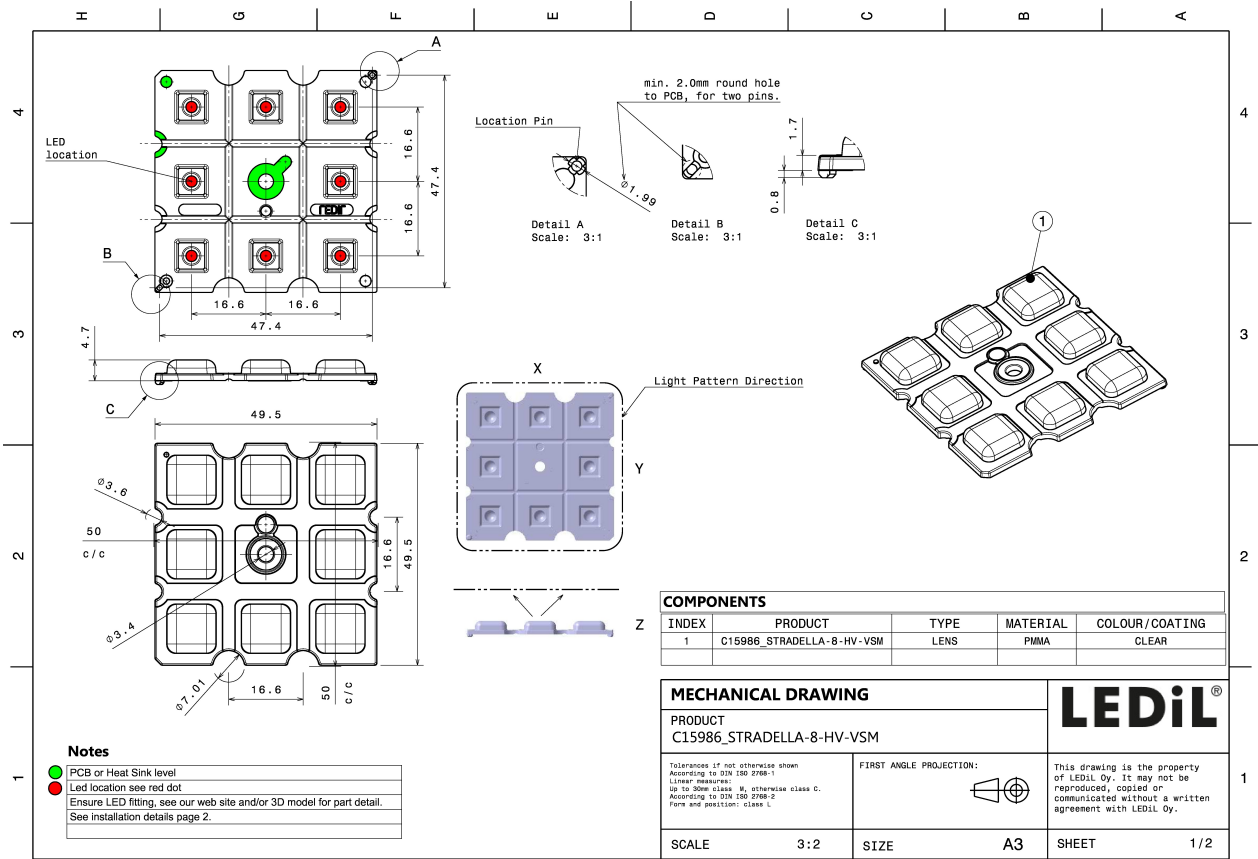 H G F E D C B A
4
3
2
1
4
3
2
1
A
LED
location
16.6
16.6
47.4
LEDiL
B
16.6
16.6
47.4
4.7
C
49.5
Ø3.6
50
c/c
16.6
49.5
Ø3.4
Ø7.01
16.6
50
c/c
Location Pin
min. 2.0mm round hole
to PCB, for two pins.
Ø1.99
1.7
0.8
Detail A
Scale: 3:1
Detail B
Scale: 3:1
Detail C
Scale: 3:1
1
X
Light Pattern Direction
Y
Z
Notes
PCB or Heat Sink level
Led location see red dot
Ensure LED fitting, see our web site and/or 3D model for part detail.
See installation details page 2.
COMPONENTS
INDEX PRODUCT TYPE MATERIAL COLOUR/COATING
1 C15986_STRADELLA-8-HV-VSM LENS PMMA CLEAR
MECHANICAL DRAWING
PRODUCT
C15986_STRADELLA-8-HV-VSM
LEDiL®
Tolerances if not otherwise shown
According to DIN ISO 2768-1
Linear measures:
Up to 30mm class M, otherwise class C.
According to DIN ISO 2768-2
Form and position: class L
FIRST ANGLE PROJECTION:
This drawing is the property
of LEDiL Oy. It may not be
reproduced, copied or
communicated without a written
agreement with LEDiL Oy.
SCALE 3:2 SIZE A3 SHEET 1/2